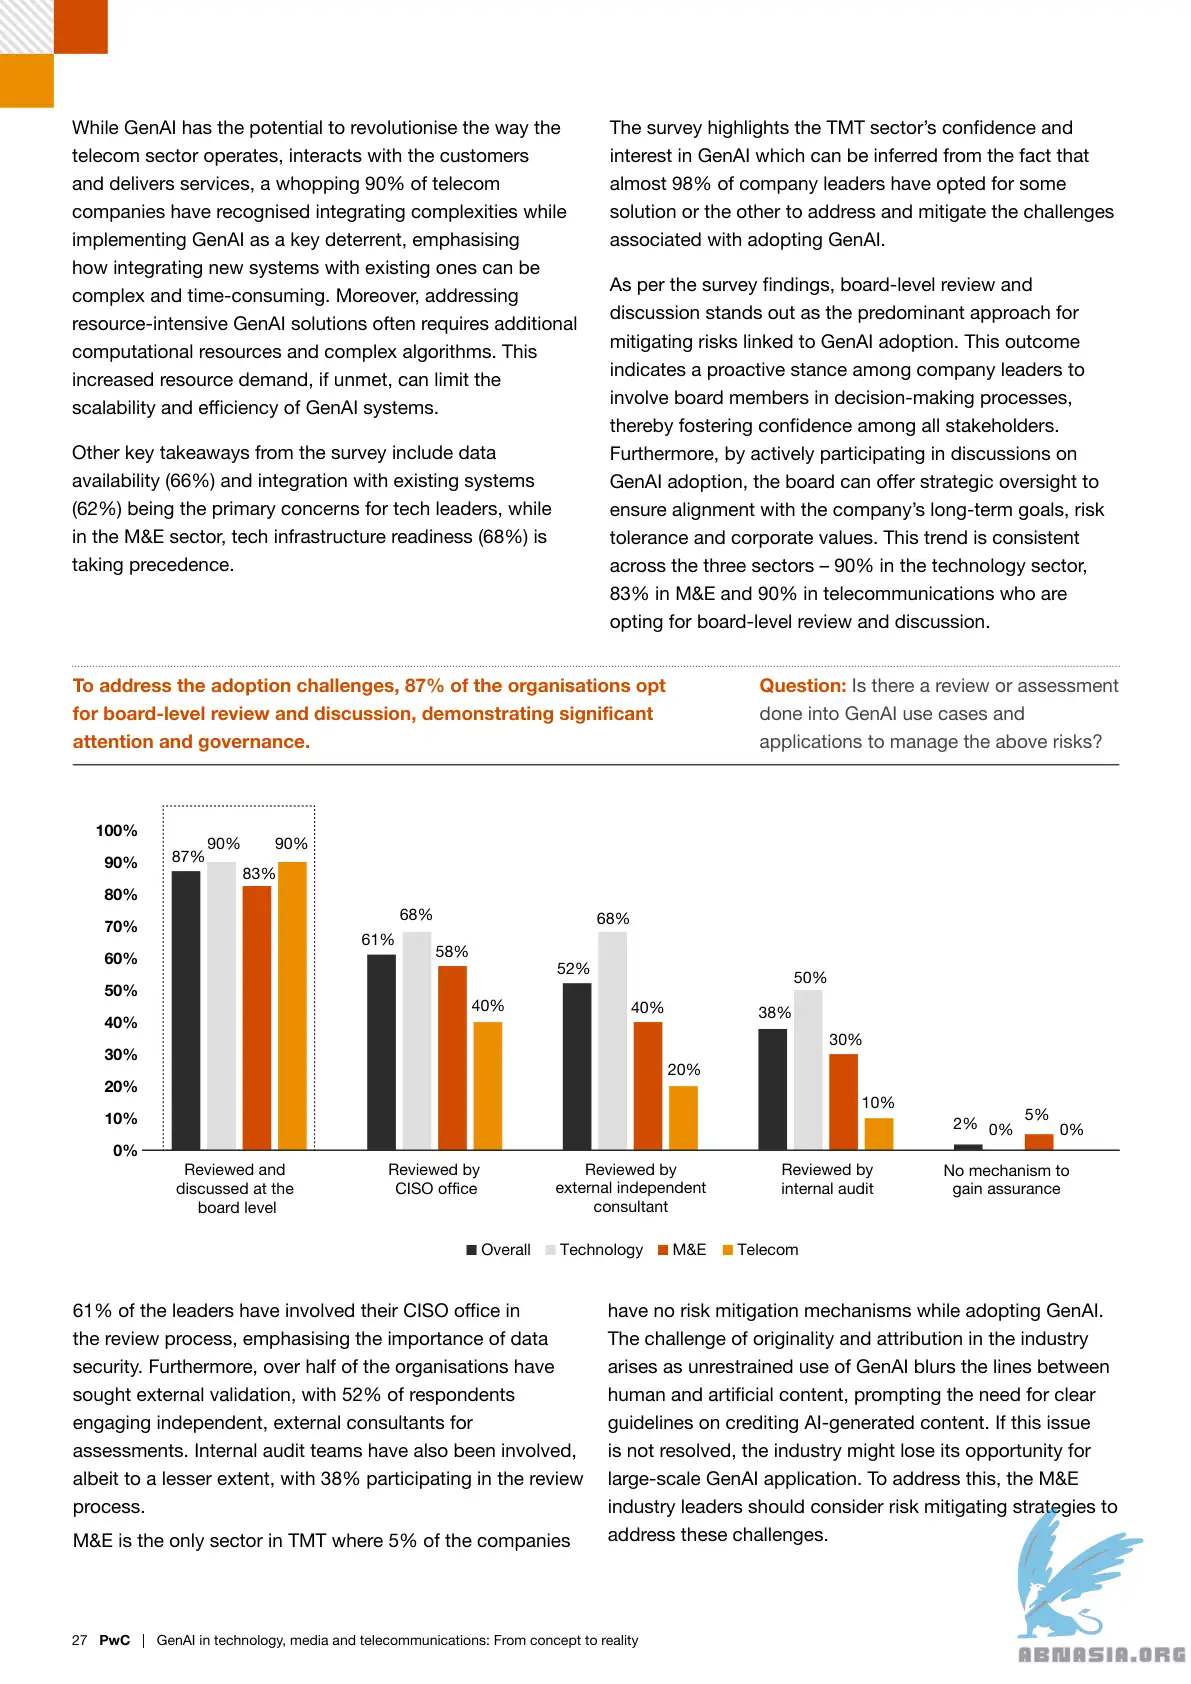 While GenAI has the potential to revolutionise the way the
telecom sector operates, interacts with the customers
and delivers services, a whopping 90% of telecom
companies have recognised integrating complexities while
implementing GenAI as a key deterrent, emphasising
how integrating new systems with existing ones can be
complex and time-consuming. Moreover, addressing
resource-intensive GenAI solutions often requires additional
computational resources and complex algorithms. This
increased resource demand, if unmet, can limit the
scalability and efficiency of GenAI systems.
Other key takeaways from the survey include data
availability (66%) and integration with existing systems
(62%) being the primary concerns for tech leaders, while
in the M&E sector, tech infrastructure readiness (68%) is
taking precedence.
The survey highlights the TMT sector’s confidence and
interest in GenAI which can be inferred from the fact that
almost 98% of company leaders have opted for some
solution or the other to address and mitigate the challenges
associated with adopting GenAI.
As per the survey findings, board-level review and
discussion stands out as the predominant approach for
mitigating risks linked to GenAI adoption. This outcome
indicates a proactive stance among company leaders to
involve board members in decision-making processes,
thereby fostering confidence among all stakeholders.
Furthermore, by actively participating in discussions on
GenAI adoption, the board can offer strategic oversight to
ensure alignment with the company’s long-term goals, risk
tolerance and corporate values. This trend is consistent
across the three sectors – 90% in the technology sector,
83% in M&E and 90% in telecommunications who are
opting for board-level review and discussion.
To address the adoption challenges, 87% of the organisations opt
for board-level review and discussion, demonstrating significant
attention and governance.
Question: Is there a review or assessment
done into GenAI use cases and
applications to manage the above risks?
100%
90%
80%
70%
60%
50%
40%
30%
20%
10%
0%
87%
90%
83%
90%
61%
68%
58%
40%
52%
68%
40%
20%
38%
50%
30%
10%
2%
0%
5%
0%
Reviewed and
discussed at the
board level
Reviewed by
CISO office
Reviewed by
external independent
consultant
Reviewed by
internal audit
No mechanism to
gain assurance
Overall Technology M&E Telecom
61% of the leaders have involved their CISO office in
the review process, emphasising the importance of data
security. Furthermore, over half of the organisations have
sought external validation, with 52% of respondents
engaging independent, external consultants for
assessments. Internal audit teams have also been involved,
albeit to a lesser extent, with 38% participating in the review
process.
M&E is the only sector in TMT where 5% of the companies
have no risk mitigation mechanisms while adopting GenAI.
The challenge of originality and attribution in the industry
arises as unrestrained use of GenAI blurs the lines between
human and artificial content, prompting the need for clear
guidelines on crediting AI-generated content. If this issue
is not resolved, the industry might lose its opportunity for
large-scale GenAI application. To address this, the M&E
industry leaders should consider risk mitigating strategies to
address these challenges.
27 PwC | GenAI in technology, media and telecommunications: From concept to reality
ABNASIA.ORG